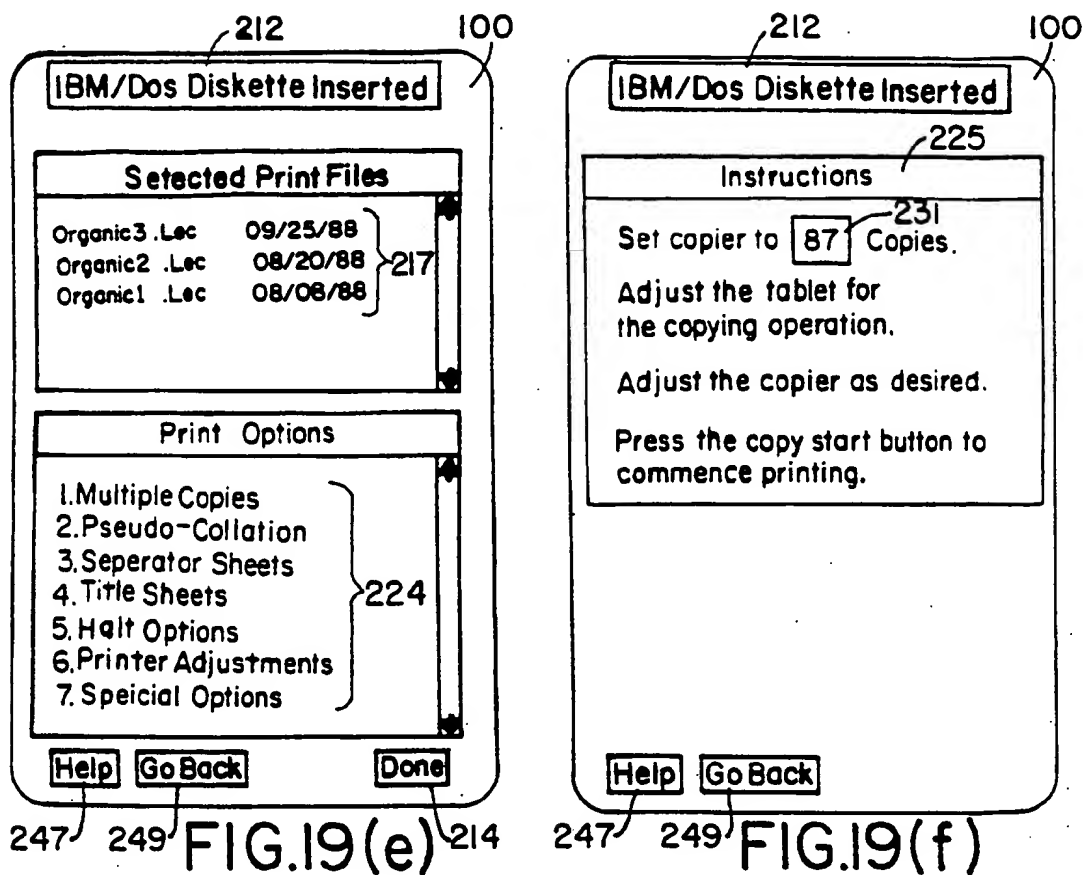 212
100
IBM/Dos Diskette Inserted
Setected Print Files
Organic3 .Lec 09/25/88
Organic2 .Lec 08/20/88
Organic1 .Lec 08/08/88
217
Print Options
1. Multiple Copies
2. Pseudo-Collation
3. Seperator Sheets
4. Title Sheets
5. Halt Options
6. Printer Adjustments
7. Speicial Options
224
Help Go Back Done
247 249 FIG.19(e) 214
212
100
IBM/Dos Diskette Inserted
225
Instructions
231
Set copier to 87 Copies.
Adjust the tablet for
the copying operation.
Adjust the copier as desired.
Press the copy start button to
commence printing.
Help Go Back
247 249 FIG.19(f)